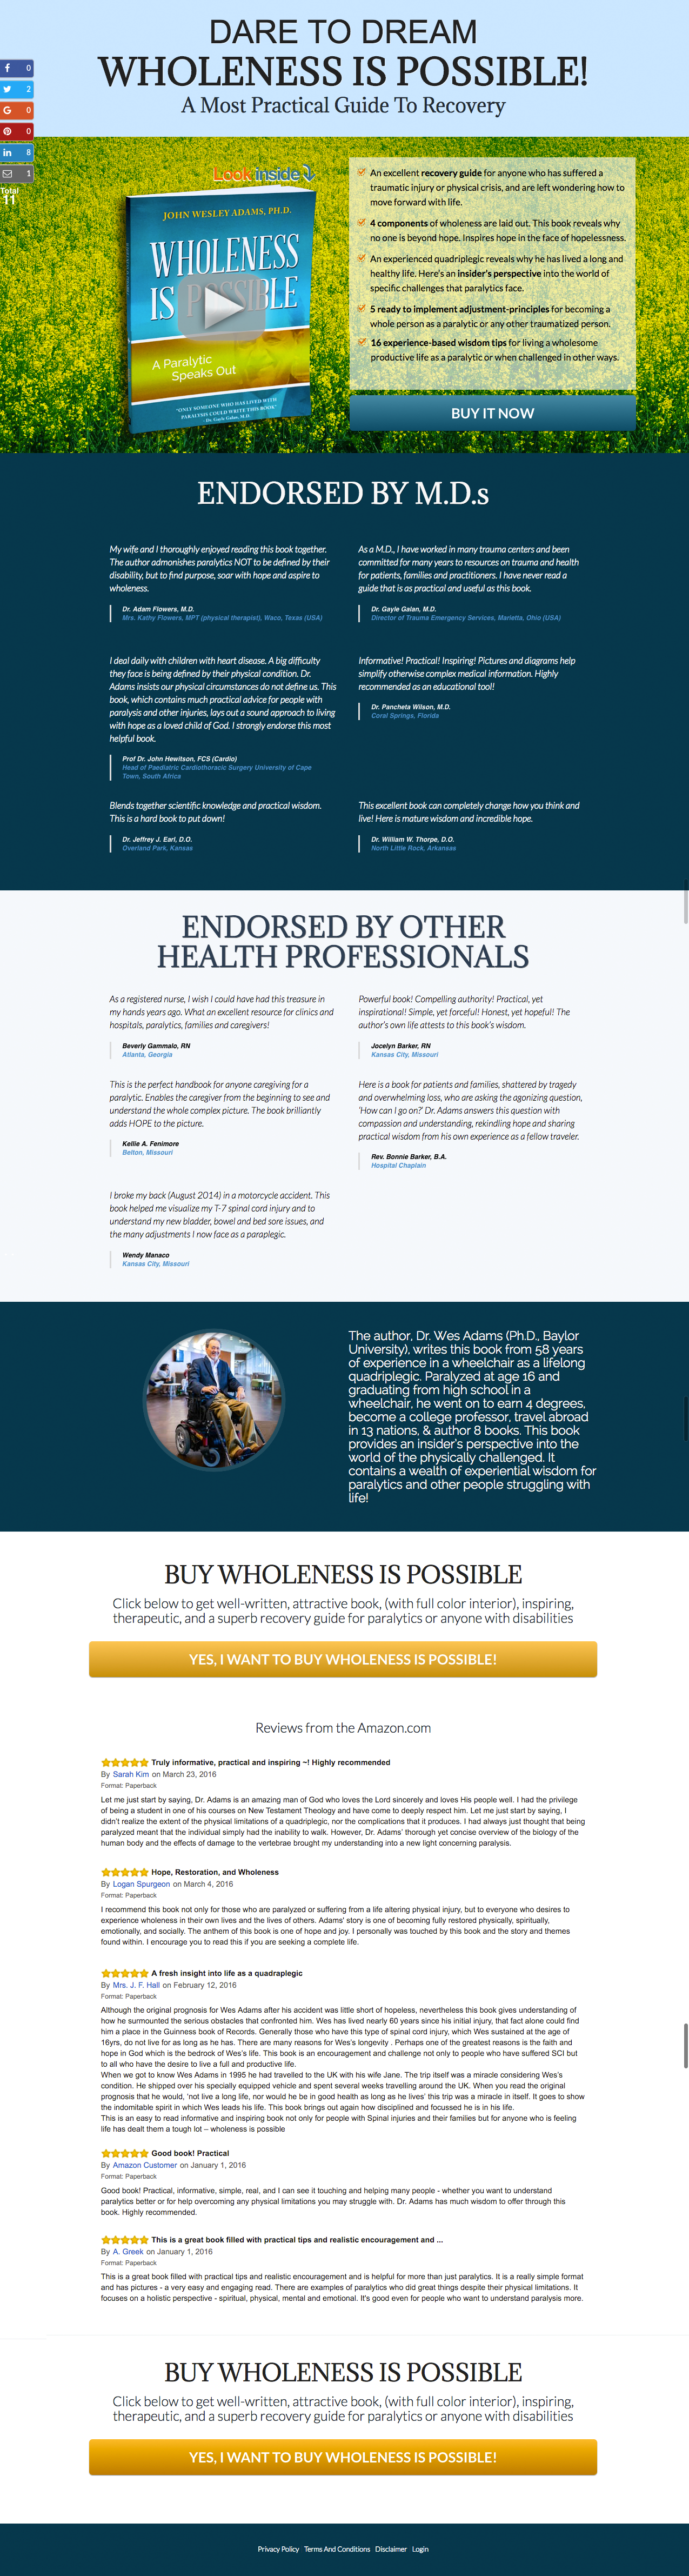 DARE TO DREAM
WHOLENESS IS POSSIBLE!
A Most Practical Guide To Recovery
0
2
0
0
8
1
Total
11
Look inside
JOHN WESLEY ADAMS, PH.D.
WHOLENESS
IS POSSIBLE
A Paralytic
Speaks Out
"ONLY SOMEONE WHO HAS LIVED WITH
PARALYSIS COULD WRITE THIS BOOK"
- Dr. Gayle Galan, M.D.
An excellent recovery guide for anyone who has suffered a
traumatic injury or physical crisis, and are left wondering how to
move forward with life.
4 components of wholeness are laid out. This book reveals why
no one is beyond hope. Inspires hope in the face of hopelessness.
An experienced quadriplegic reveals why he has lived a long and
healthy life. Here's an insider's perspective into the world of
specific challenges that paralytics face.
5 ready to implement adjustment-principles for becoming a
whole person as a paralytic or any other traumatized person.
16 experience-based wisdom tips for living a wholesome
productive life as a paralytic or when challenged in other ways.
BUY IT NOW
ENDORSED BY M.D.s
My wife and I thoroughly enjoyed reading this book together.
The author admonishes paralytics NOT to be defined by their
disability, but to find purpose, soar with hope and aspire to
wholeness.
Dr. Adam Flowers, M.D.
Mrs. Kathy Flowers, MPT (physical therapist), Waco, Texas (USA)
As a M.D., I have worked in many trauma centers and been
committed for many years to resources on trauma and health
for patients, families and practitioners. I have never read a
guide that is as practical and useful as this book.
Dr. Gayle Galan, M.D.
Director of Trauma Emergency Services, Marietta, Ohio (USA)
I deal daily with children with heart disease. A big difficulty
they face is being defined by their physical condition. Dr.
Adams insists our physical circumstances do not define us. This
book, which contains much practical advice for people with
paralysis and other injuries, lays out a sound approach to living
with hope as a loved child of God. I strongly endorse this most
helpful book.
Prof Dr. John Hewitson, FCS (Cardio)
Head of Paediatric Cardiothoracic Surgery University of Cape
Town, South Africa
Informative! Practical! Inspiring! Pictures and diagrams help
simplify otherwise complex medical information. Highly
recommended as an educational tool!
Dr. Pancheta Wilson, M.D.
Coral Springs, Florida
Blends together scientific knowledge and practical wisdom.
This is a hard book to put down!
Dr. Jeffrey J. Earl, D.O.
Overland Park, Kansas
This excellent book can completely change how you think and
live! Here is mature wisdom and incredible hope.
Dr. William W. Thorpe, D.O.
North Little Rock, Arkansas
ENDORSED BY OTHER
HEALTH PROFESSIONALS
As a registered nurse, I wish I could have had this treasure in
my hands years ago. What an excellent resource for clinics and
hospitals, paralytics, families and caregivers!
Beverly Gammalo, RN
Atlanta, Georgia
Powerful book! Compelling authority! Practical, yet
inspirational! Simple, yet forceful! Honest, yet hopeful! The
author's own life attests to this book's wisdom.
Jocelyn Barker, RN
Kansas City, Missouri
This is the perfect handbook for anyone caregiving for a
paralytic. Enables the caregiver from the beginning to see and
understand the whole complex picture. The book brilliantly
adds HOPE to the picture.
Kellie A. Fenimore
Belton, Missouri
Here is a book for patients and families, shattered by tragedy
and overwhelming loss, who are asking the agonizing question,
'How can I go on?' Dr. Adams answers this question with
compassion and understanding, rekindling hope and sharing
practical wisdom from his own experience as a fellow traveler.
Rev. Bonnie Barker, B.A.
Hospital Chaplain
I broke my back (August 2014) in a motorcycle accident. This
book helped me visualize my T-7 spinal cord injury and to
understand my new bladder, bowel and bed sore issues, and
the many adjustments I now face as a paraplegic.
Wendy Manaco
Kansas City, Missouri
The author, Dr. Wes Adams (Ph.D., Baylor
University), writes this book from 58 years
of experience in a wheelchair as a lifelong
quadriplegic. Paralyzed at age 16 and
graduating from high school in a
wheelchair, he went on to earn 4 degrees,
become a college professor, travel abroad
in 13 nations, & author 8 books. This book
provides an insider's perspective into the
world of the physically challenged. It
contains a wealth of experiential wisdom for
paralytics and other people struggling with
life!
BUY WHOLENESS IS POSSIBLE
Click below to get well-written, attractive book, (with full color interior), inspiring,
therapeutic, and a superb recovery guide for paralytics or anyone with disabilities
YES, I WANT TO BUY WHOLENESS IS POSSIBLE!
Reviews from the Amazon.com
Truly informative, practical and inspiring ~! Highly recommended
By Sarah Kim on March 23, 2016
Format: Paperback
Let me just start by saying, Dr. Adams is an amazing man of God who loves the Lord sincerely and loves His people well. I had the privilege
of being a student in one of his courses on New Testament Theology and have come to deeply respect him. Let me just start by saying, I
didn't realize the extent of the physical limitations of a quadriplegic, nor the complications that it produces. I had always just thought that being
paralyzed meant that the individual simply had the inability to walk. However, Dr. Adams' thorough yet concise overview of the biology of the
human body and the effects of damage to the vertebrae brought my understanding into a new light concerning paralysis.
Hope, Restoration, and Wholeness
By Logan Spurgeon on March 4, 2016
Format: Paperback
I recommend this book not only for those who are paralyzed or suffering from a life altering physical injury, but to everyone who desires to
experience wholeness in their own lives and the lives of others. Adams' story is one of becoming fully restored physically, spiritually,
emotionally, and socially. The anthem of this book is one of hope and joy. I personally was touched by this book and the story and themes
found within. I encourage you to read this if you are seeking a complete life.
A fresh insight into life as a quadraplegic
By Mrs. J. F. Hall on February 12, 2016
Format: Paperback
Although the original prognosis for Wes Adams after his accident was little short of hopeless, nevertheless this book gives understanding of
how he surmounted the serious obstacles that confronted him. Wes has lived nearly 60 years since his initial injury, that fact alone could find
him a place in the Guinness book of Records. Generally those who have this type of spinal cord injury, which Wes sustained at the age of
16yrs, do not live for as long as he has. There are many reasons for Wes's longevity . Perhaps one of the greatest reasons is the faith and
hope in God which is the bedrock of Wes's life. This book is an encouragement and challenge not only to people who have suffered SCI but
to all who have the desire to live a full and productive life.
When we got to know Wes Adams in 1995 he had travelled to the UK with his wife Jane. The trip itself was a miracle considering Wes's
condition. He shipped over his specially equipped vehicle and spent several weeks travelling around the UK. When you read the original
prognosis that he would, 'not live a long life, nor would he be in good health as long as he lives' this trip was a miracle in itself. It goes to show
the indomitable spirit in which Wes leads his life. This book brings out again how disciplined and focussed he is in his life.
This is an easy to read informative and inspiring book not only for people with Spinal injuries and their families but for anyone who is feeling
life has dealt them a tough lot – wholeness is possible
Good book! Practical
By Amazon Customer on January 1, 2016
Format: Paperback
Good book! Practical, informative, simple, real, and I can see it touching and helping many people - whether you want to understand
paralytics better or for help overcoming any physical limitations you may struggle with. Dr. Adams has much wisdom to offer through this
book. Highly recommended.
This is a great book filled with practical tips and realistic encouragement and ...
By A. Greek on January 1, 2016
Format: Paperback
This is a great book filled with practical tips and realistic encouragement and is helpful for more than just paralytics. It is a really simple format
and has pictures - a very easy and engaging read. There are examples of paralytics who did great things despite their physical limitations. It
focuses on a holistic perspective - spiritual, physical, mental and emotional. It's good even for people who want to understand paralysis more.
BUY WHOLENESS IS POSSIBLE
Click below to get well-written, attractive book, (with full color interior), inspiring,
therapeutic, and a superb recovery guide for paralytics or anyone with disabilities
YES, I WANT TO BUY WHOLENESS IS POSSIBLE!
Privacy Policy Terms And Conditions Disclaimer Login